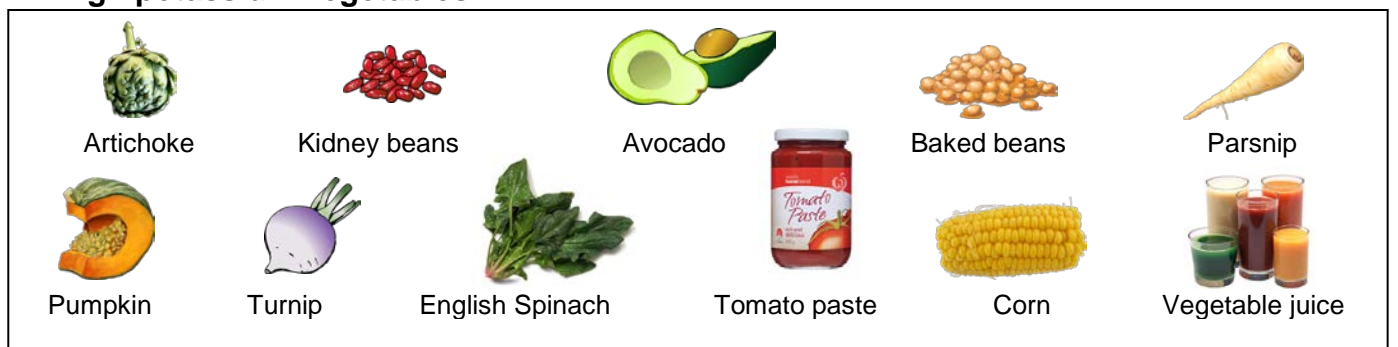 Artichoke Kidney beans Avocado Baked beans Parsnip
Tomato
Paste
Pumpkin Turnip English Spinach Tomato paste Corn Vegetable juice